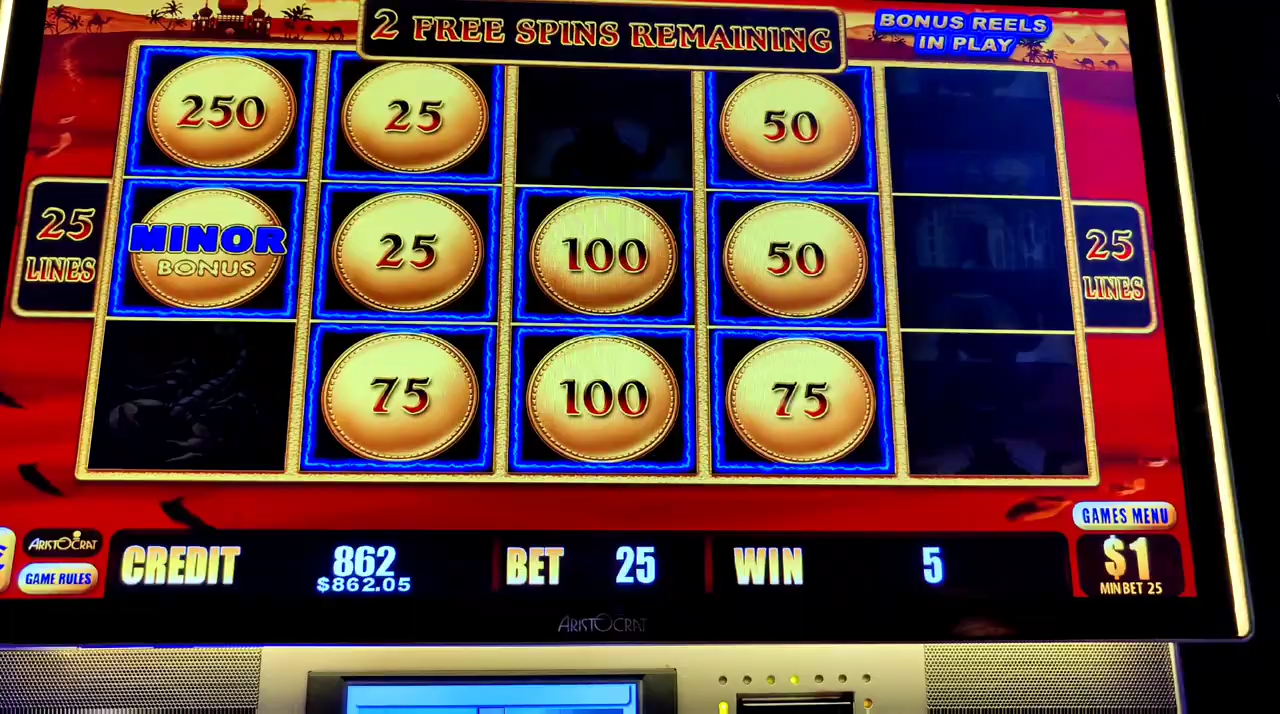 2 FREE SPINS REMAINING
BONUS REELS
IN PLAY
250
25
50
25
LINES
MINOR
BONUS
25
100
50
25
LINES
75
100
75
GAMES MENU
ARISTOCRAT
GAME RULES
CREDIT
862
$862.05
BET
25
WIN
5
$1
MIN BET 25
ARISTOCRAT